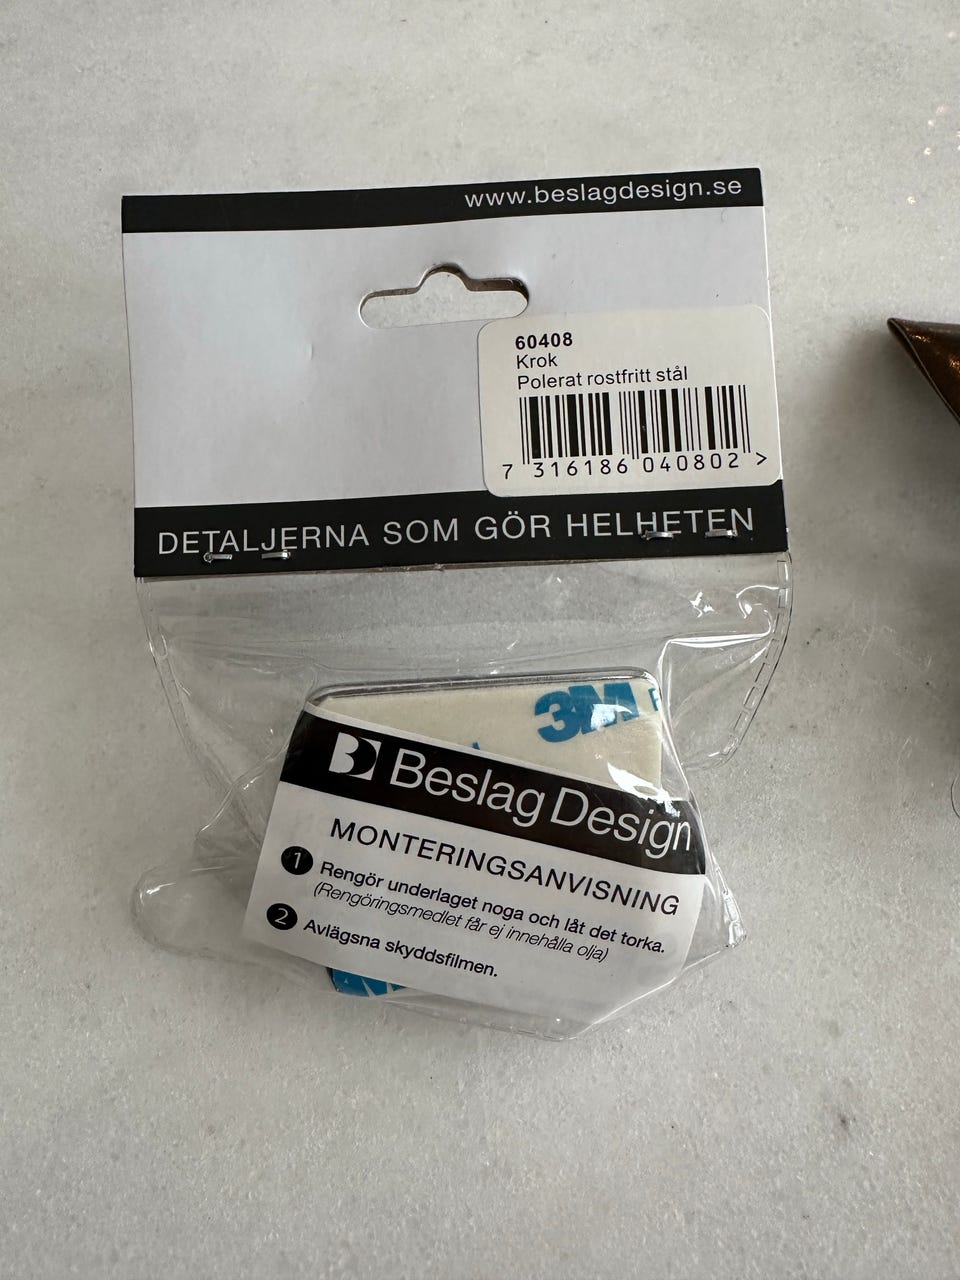 www.beslagdesign.se
60408
Krok
Polerat rostfritt stål
7 316186 040802 >
DETALJERNA SOM GÖR HELHETEN
3M
Beslag Design
MONTERINGSANVISNING
1 Rengör underlaget noga och låt det torka.
(Rengöringsmedlet får ej innehålla olja)
2 Avlägsna skyddsfilmen.